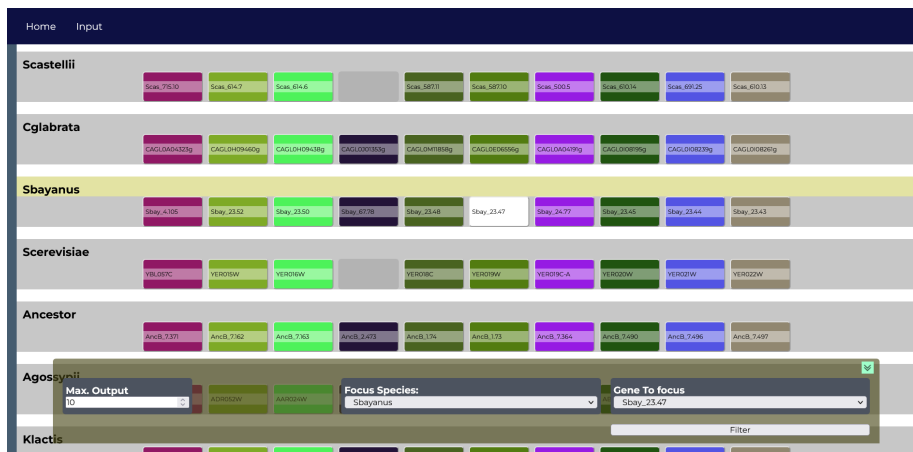 Home Input
Scastellii
Scas_715.10 Scas_614.7 Scas_614.6 Scas_587.11 Scas_587.10 Scas_500.5 Scas_610.14 Scas_691.25 Scas_610.13
Cglabrata
CAGL0A04323g CAGL0H09460g CAGL0H09438g CAGL0J01353g CAGL0M11858g CAGL0E06556g CAGL0A04191g CAGL0I08195g CAGL0I08239g CAGL0I08261g
Sbayanus
Sbay_4.105 Sbay_23.52 Sbay_23.50 Sbay_67.78 Sbay_23.48 Sbay_23.47 Sbay_24.77 Sbay_23.45 Sbay_23.44 Sbay_23.43
Scerevisiae
YBL057C YER015W YER016W YER018C YER019W YER019C-A YER020W YER021W YER022W
Ancestor
AncB_7.371 AncB_7.162 AncB_7.163 AncB_2.473 AncB_1.74 AncB_1.73 AncB_7.364 AncB_7.490 AncB_7.496 AncB_7.497
Agossypii
Max. Output Focus Species: Gene To focus
10 ADR052W AAR024W Sbayanus Sbay_23.47
Filter
Klactis